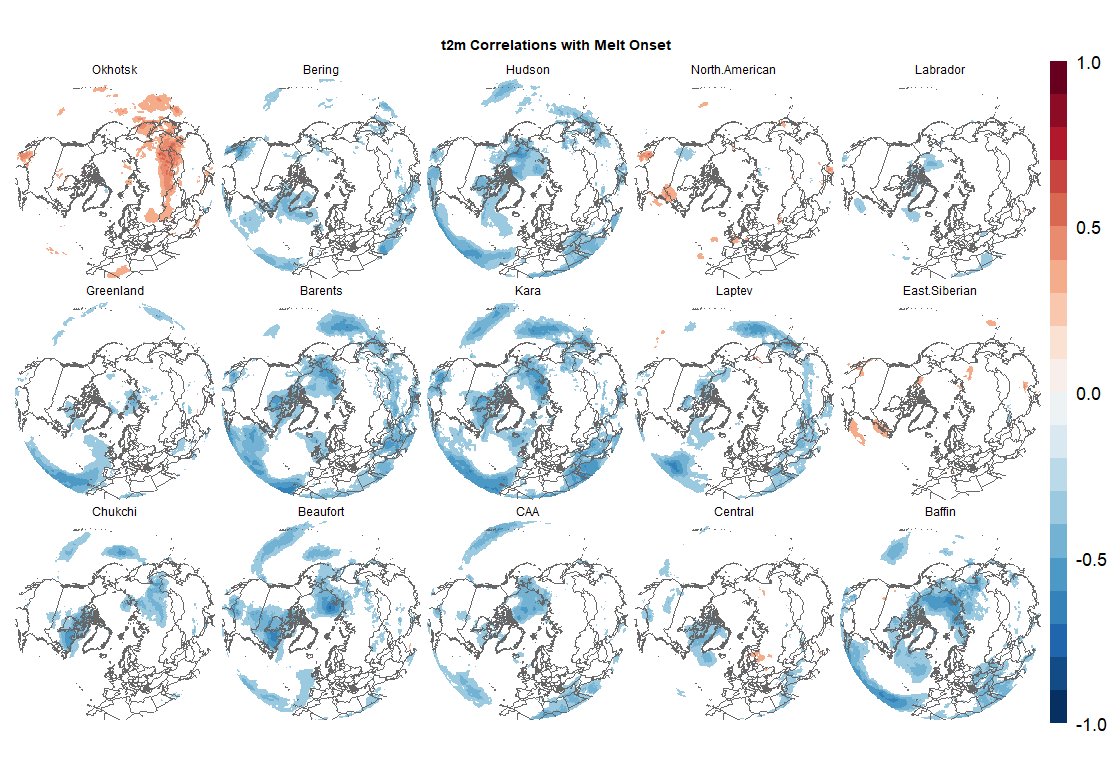 t2m Correlations with Melt Onset
Okhotsk Bering Hudson North.American Labrador
Greenland Barents Kara Laptev East.Siberian
Chukchi Beaufort CAA Central Baffin
1.0
0.5
0.0
-0.5
-1.0